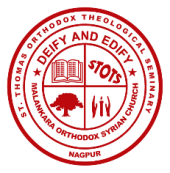 ST. THOMAS ORTHODOX THEOLOGICAL SEMINARY
DEIFY AND EDIFY
STOTS
MALANKARA ORTHODOX SYRIAN CHURCH
NAGPUR